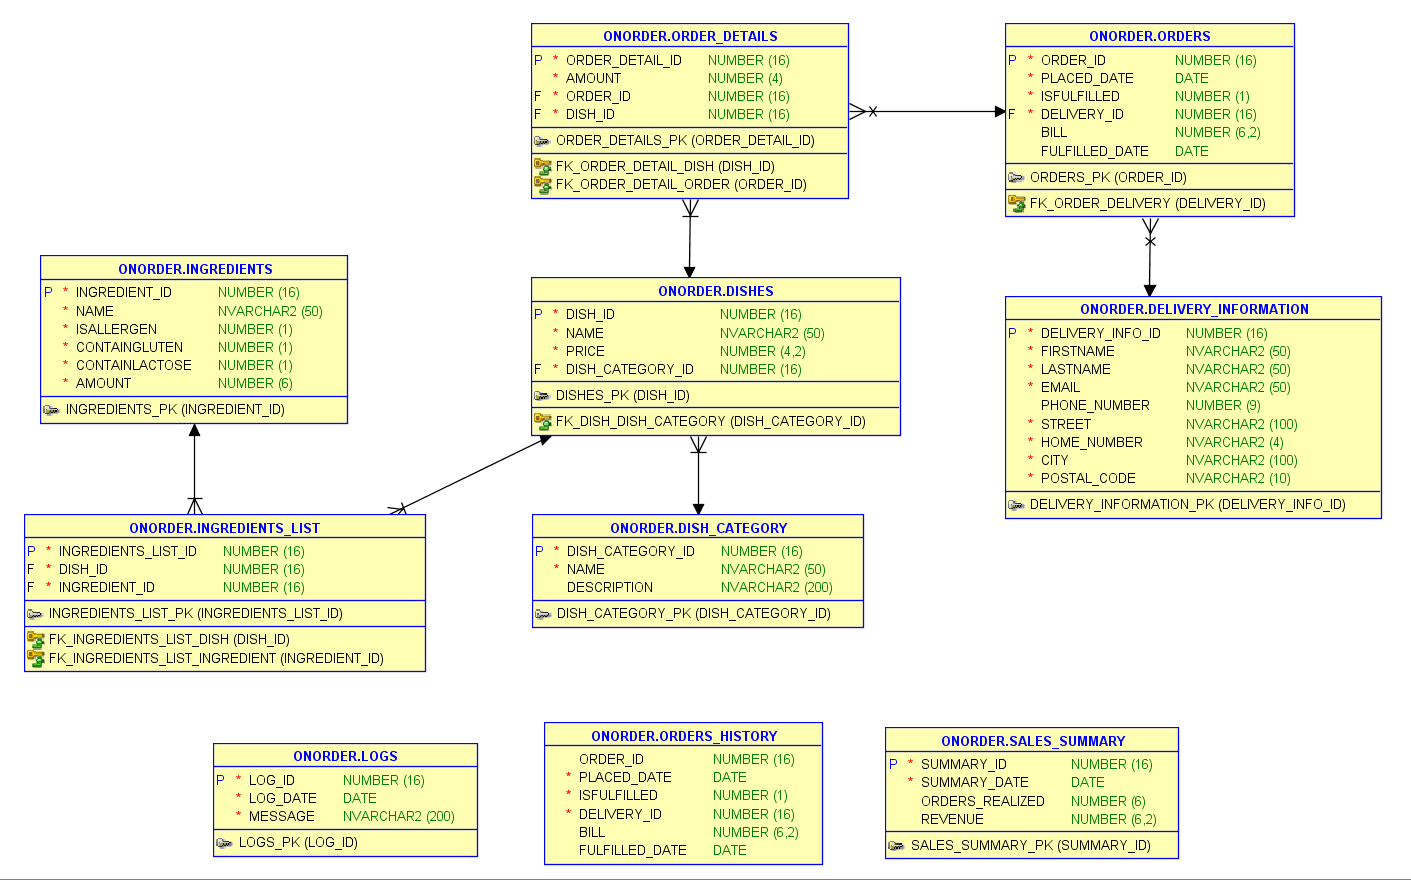 ONORDER.ORDER_DETAILS
P * ORDER_DETAIL_ID NUMBER (16)
* AMOUNT NUMBER (4)
F * ORDER_ID NUMBER (16)
F * DISH_ID NUMBER (16)
ORDER_DETAILS_PK (ORDER_DETAIL_ID)
FK_ORDER_DETAIL_DISH (DISH_ID)
FK_ORDER_DETAIL_ORDER (ORDER_ID)
ONORDER.ORDERS
P * ORDER_ID NUMBER (16)
* PLACED_DATE DATE
* ISFULFILLED NUMBER (1)
F * DELIVERY_ID NUMBER (16)
BILL NUMBER (6,2)
FULFILLED_DATE DATE
ORDERS_PK (ORDER_ID)
FK_ORDER_DELIVERY (DELIVERY_ID)
ONORDER.INGREDIENTS
P * INGREDIENT_ID NUMBER (16)
* NAME NVARCHAR2 (50)
* ISALLERGEN NUMBER (1)
* CONTAINGLUTEN NUMBER (1)
* CONTAINLACTOSE NUMBER (1)
* AMOUNT NUMBER (6)
INGREDIENTS_PK (INGREDIENT_ID)
ONORDER.DISHES
P * DISH_ID NUMBER (16)
* NAME NVARCHAR2 (50)
* PRICE NUMBER (4,2)
F * DISH_CATEGORY_ID NUMBER (16)
DISHES_PK (DISH_ID)
FK_DISH_DISH_CATEGORY (DISH_CATEGORY_ID)
ONORDER.DELIVERY_INFORMATION
P * DELIVERY_INFO_ID NUMBER (16)
* FIRSTNAME NVARCHAR2 (50)
* LASTNAME NVARCHAR2 (50)
* EMAIL NVARCHAR2 (50)
PHONE_NUMBER NUMBER (9)
* STREET NVARCHAR2 (100)
* HOME_NUMBER NVARCHAR2 (4)
* CITY NVARCHAR2 (100)
* POSTAL_CODE NVARCHAR2 (10)
DELIVERY_INFORMATION_PK (DELIVERY_INFO_ID)
ONORDER.INGREDIENTS_LIST
P * INGREDIENTS_LIST_ID NUMBER (16)
F * DISH_ID NUMBER (16)
F * INGREDIENT_ID NUMBER (16)
INGREDIENTS_LIST_PK (INGREDIENTS_LIST_ID)
FK_INGREDIENTS_LIST_DISH (DISH_ID)
FK_INGREDIENTS_LIST_INGREDIENT (INGREDIENT_ID)
ONORDER.DISH_CATEGORY
P * DISH_CATEGORY_ID NUMBER (16)
* NAME NVARCHAR2 (50)
DESCRIPTION NVARCHAR2 (200)
DISH_CATEGORY_PK (DISH_CATEGORY_ID)
ONORDER.LOGS
P * LOG_ID NUMBER (16)
* LOG_DATE DATE
* MESSAGE NVARCHAR2 (200)
LOGS_PK (LOG_ID)
ONORDER.ORDERS_HISTORY
ORDER_ID NUMBER (16)
* PLACED_DATE DATE
* ISFULFILLED NUMBER (1)
* DELIVERY_ID NUMBER (16)
BILL NUMBER (6,2)
FULFILLED_DATE DATE
ONORDER.SALES_SUMMARY
P * SUMMARY_ID NUMBER (16)
* SUMMARY_DATE DATE
ORDERS_REALIZED NUMBER (6)
REVENUE NUMBER (6,2)
SALES_SUMMARY_PK (SUMMARY_ID)